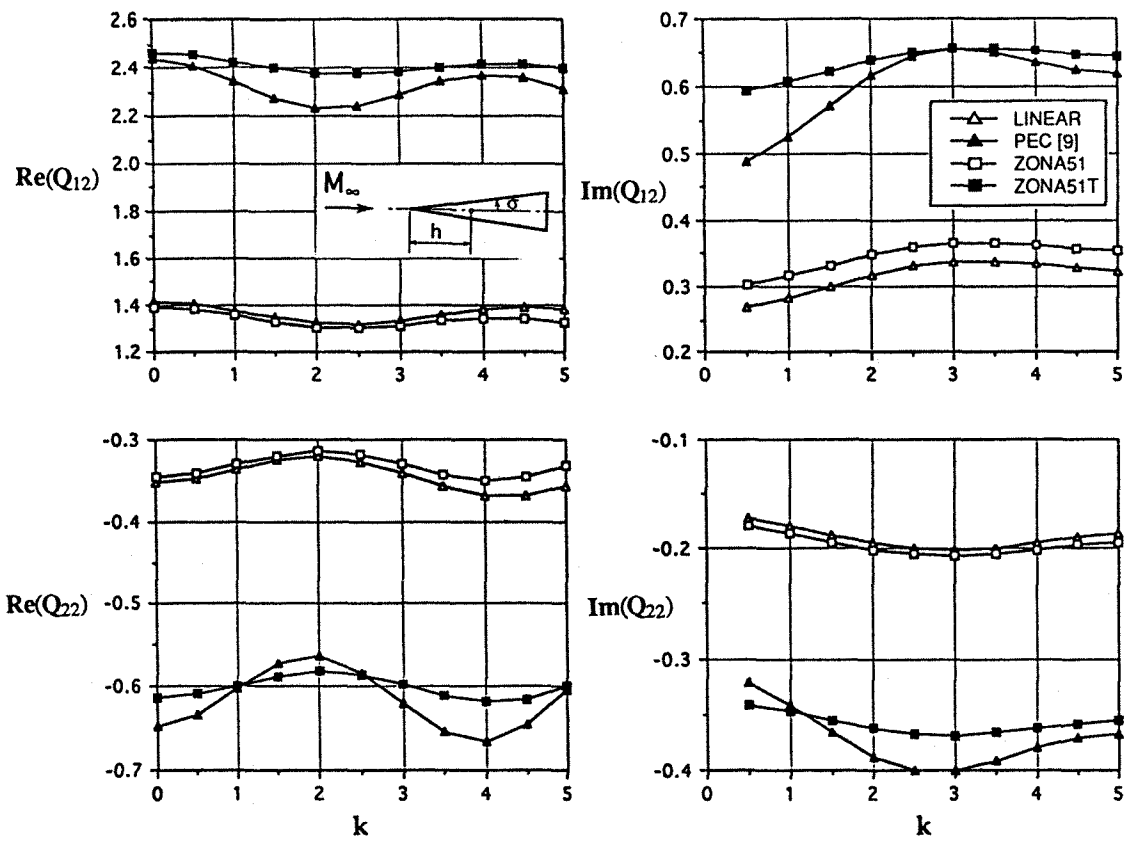 2.6
2.4
2.2
2.0
1.8
1.6
1.4
1.2
Re(Q12)
M∞
σ
h
0 1 2 3 4 5
0.7
0.6
0.5
0.4
0.3
0.2
Im(Q12)
LINEAR
PEC [9]
ZONA51
ZONA51T
0 1 2 3 4 5
-0.3
-0.4
-0.5
-0.6
-0.7
Re(Q22)
0 1 2 3 4 5
k
-0.1
-0.2
-0.3
-0.4
Im(Q22)
0 1 2 3 4 5
k